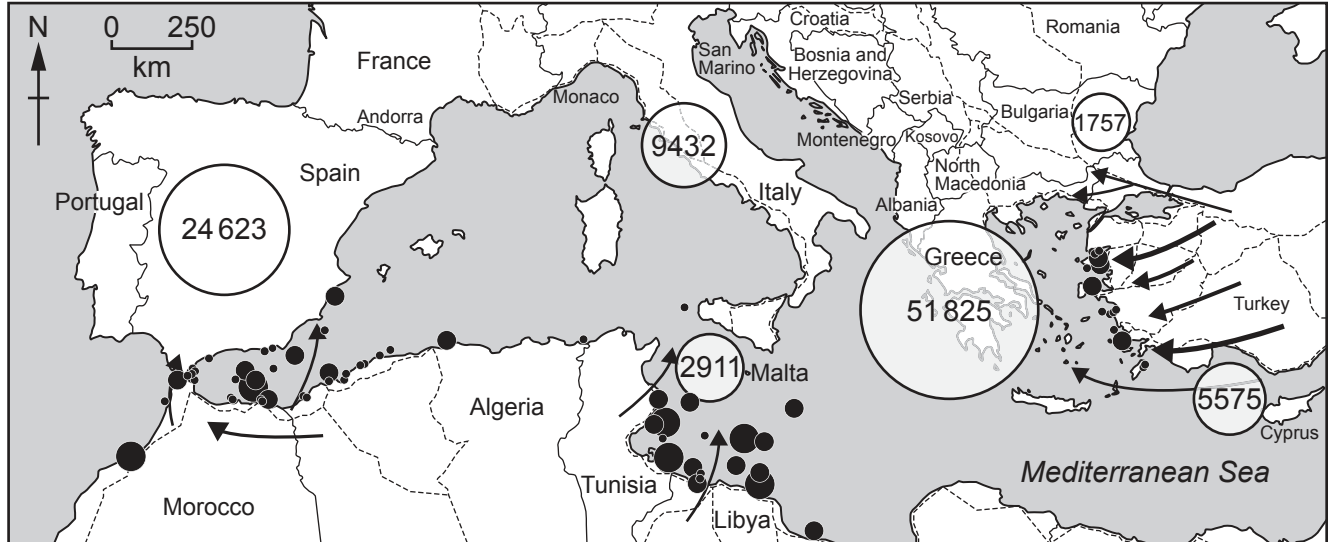 N
0 250
km
France
Andorra
Monaco
San
Marino
Croatia
Bosnia and
Herzegovina
Romania
Serbia
Bulgaria
1757
Montenegro
Kosovo
North
Macedonia
Albania
9432
Italy
Portugal
Spain
24 623
Greece
51 825
Turkey
2911
Malta
5575
Cyprus
Algeria
Mediterranean Sea
Tunisia
Morocco
Libya